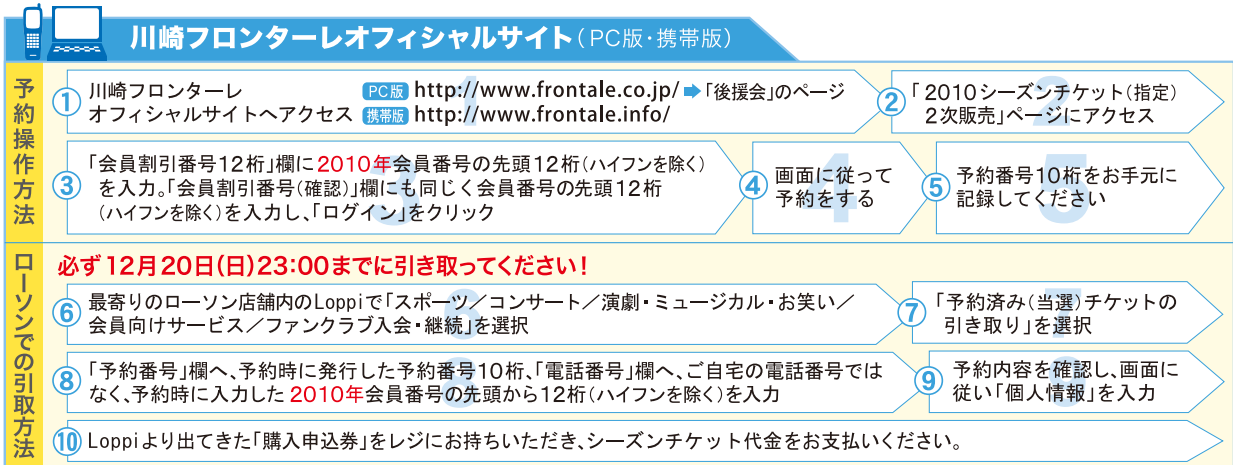 川崎フロンターレオフィシャルサイト(PC版・携帯版)
予約操作方法
① 川崎フロンターレ PC版 http://www.frontale.co.jp/ ➡「後援会」のページ
オフィシャルサイトへアクセス 携帯版 http://www.frontale.info/
② 「2010シーズンチケット(指定)
2次販売」ページにアクセス
③ 「会員割引番号12桁」欄に2010年会員番号の先頭12桁(ハイフンを除く)
を入力。「会員割引番号(確認)」欄にも同じく会員番号の先頭12桁
(ハイフンを除く)を入力し、「ログイン」をクリック
④ 画面に従って
予約をする
⑤ 予約番号10桁をお手元に
記録してください
ローソンでの引取方法
必ず12月20日(日)23:00までに引き取ってください!
⑥ 最寄りのローソン店舗内のLoppiで「スポーツ/コンサート/演劇・ミュージカル・お笑い/
会員向けサービス/ファンクラブ入会・継続」を選択
⑦ 「予約済み(当選)チケットの
引き取り」を選択
⑧ 「予約番号」欄へ、予約時に発行した予約番号10桁、「電話番号」欄へ、ご自宅の電話番号では
なく、予約時に入力した2010年会員番号の先頭から12桁(ハイフンを除く)を入力
⑨ 予約内容を確認し、画面に
従い「個人情報」を入力
⑩ Loppiより出てきた「購入申込券」をレジにお持ちいただき、シーズンチケット代金をお支払いください。